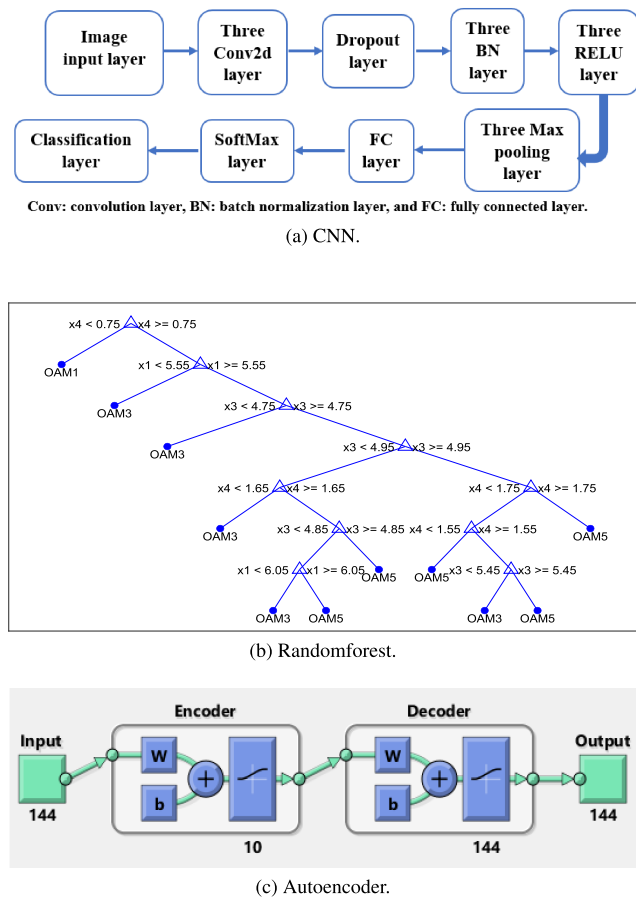 Image
input layer
Three
Conv2d
layer
Dropout
layer
Three
BN
layer
Three
RELU
layer
Classification
layer
SoftMax
layer
FC
layer
Three Max
pooling
layer
Conv: convolution layer, BN: batch normalization layer, and FC: fully connected layer.
(a) CNN.
x4 < 0.75 x4 >= 0.75
OAM1
x1 < 5.55 x1 >= 5.55
OAM3
x3 < 4.75 x3 >= 4.75
OAM3
x3 < 4.95 x3 >= 4.95
x4 < 1.65 x4 >= 1.65
x4 < 1.75 x4 >= 1.75
OAM3
x3 < 4.85 x3 >= 4.85
x4 < 1.55 x4 >= 1.55
OAM5
x1 < 6.05 x1 >= 6.05
OAM5
OAM5
x3 < 5.45 x3 >= 5.45
OAM3
OAM5
OAM3
OAM5
(b) Randomforest.
Encoder
Decoder
Input
Output
W
b
+
W
b
+
144
10
144
144
(c) Autoencoder.